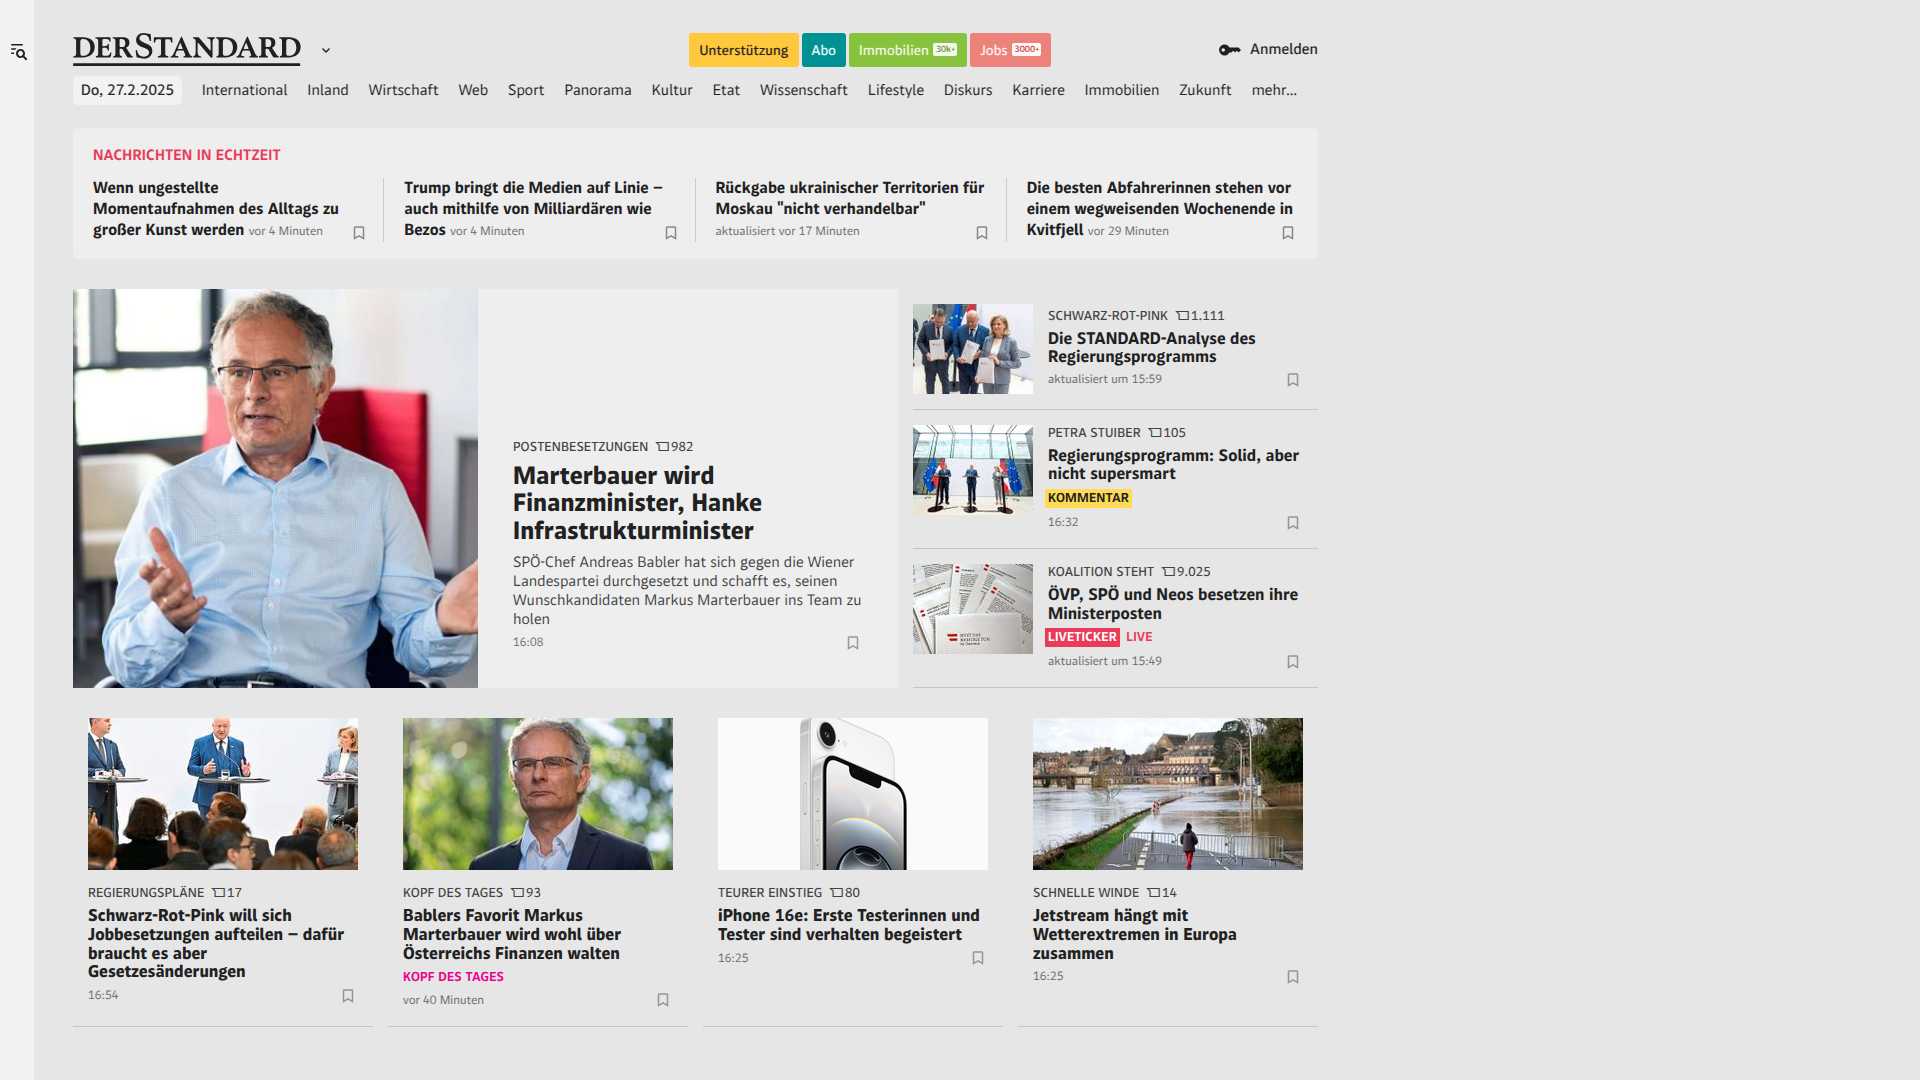 DERSTANDARD
Unterstützung
Abo
Immobilien 30k+
Jobs 3000+
Anmelden
Do, 27.2.2025
International
Inland
Wirtschaft
Web
Sport
Panorama
Kultur
Etat
Wissenschaft
Lifestyle
Diskurs
Karriere
Immobilien
Zukunft
mehr...
NACHRICHTEN IN ECHTZEIT
Wenn ungestellte
Momentaufnahmen des Alltags zu
großer Kunst werden vor 4 Minuten
Trump bringt die Medien auf Linie –
auch mithilfe von Milliardären wie
Bezos vor 4 Minuten
Rückgabe ukrainischer Territorien für
Moskau "nicht verhandelbar"
aktualisiert vor 17 Minuten
Die besten Abfahrerinnen stehen vor
einem wegweisenden Wochenende in
Kvitfjell vor 29 Minuten
POSTENBESETZUNGEN 982
Marterbauer wird
Finanzminister, Hanke
Infrastrukturminister
SPÖ-Chef Andreas Babler hat sich gegen die Wiener
Landespartei durchgesetzt und schafft es, seinen
Wunschkandidaten Markus Marterbauer ins Team zu
holen
16:08
SCHWARZ-ROT-PINK 1.111
Die STANDARD-Analyse des
Regierungsprogramms
aktualisiert um 15:59
PETRA STUIBER 105
Regierungsprogramm: Solid, aber
nicht supersmart
KOMMENTAR
16:32
KOALITION STEHT 9.025
ÖVP, SPÖ und Neos besetzen ihre
Ministerposten
LIVETICKER LIVE
aktualisiert um 15:49
REGIERUNGSPLÄNE 17
Schwarz-Rot-Pink will sich
Jobbesetzungen aufteilen – dafür
braucht es aber
Gesetzesänderungen
16:54
KOPF DES TAGES 93
Bablers Favorit Markus
Marterbauer wird wohl über
Österreichs Finanzen walten
KOPF DES TAGES
vor 40 Minuten
TEURER EINSTIEG 80
iPhone 16e: Erste Testerinnen und
Tester sind verhalten begeistert
16:25
SCHNELLE WINDE 14
Jetstream hängt mit
Wetterextremen in Europa
zusammen
16:25